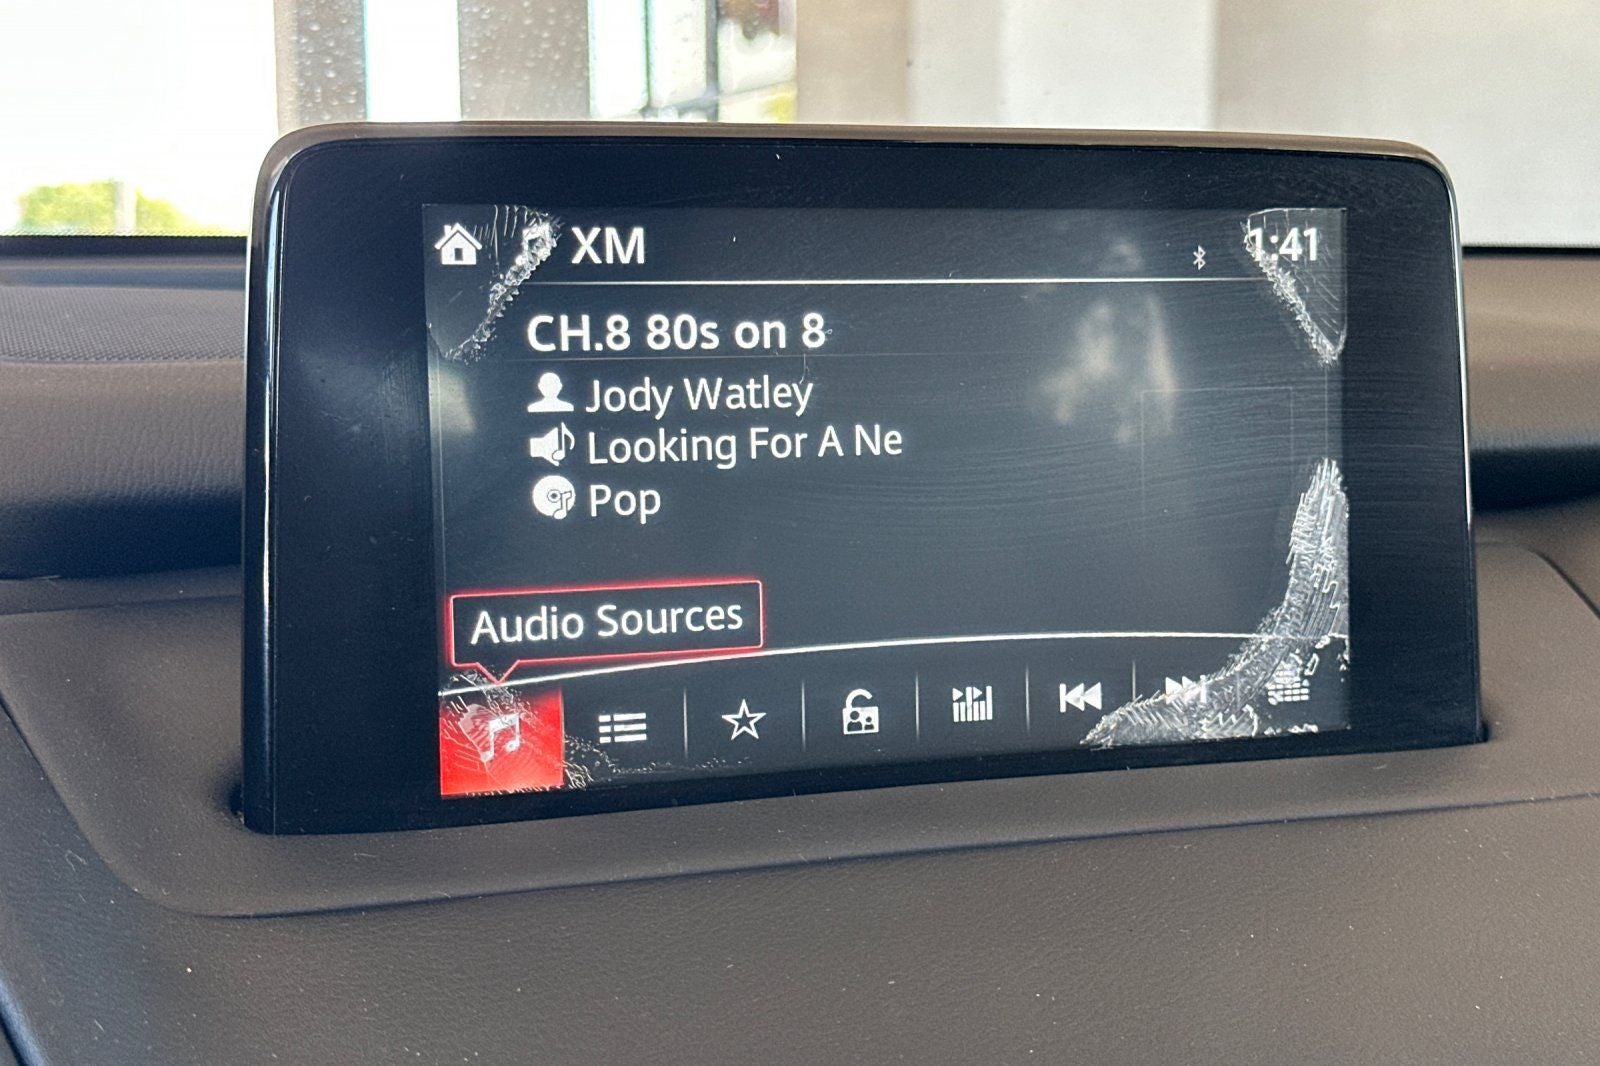 XM
1:41
CH.8 80s on 8
Jody Watley
Looking For A Ne
Pop
Audio Sources